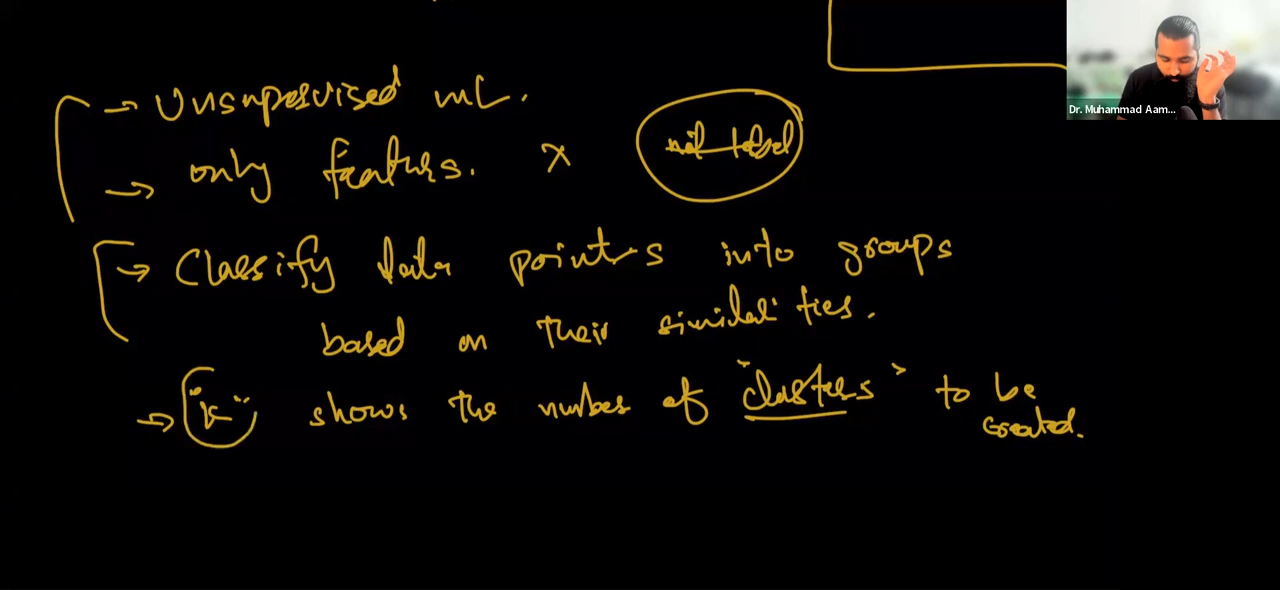 Dr. Muhammad Aam...
→ Unsupervised ML.
→ only features. x
label
→ Classify data points into groups
based on their similarities.
→ "K" shows the number of "clusters" to be
created.